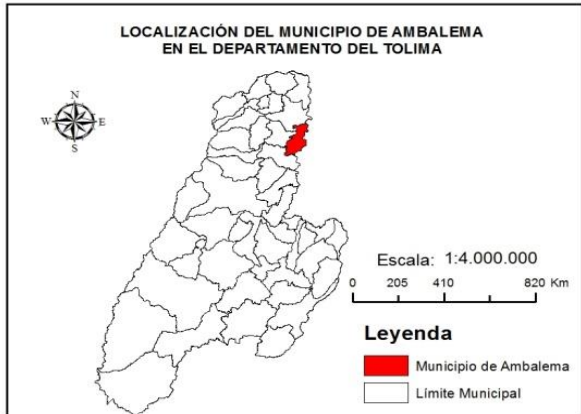 LOCALIZACIÓN DEL MUNICIPIO DE AMBALEMA
EN EL DEPARTAMENTO DEL TOLIMA
N
W E
S
Escala: 1:4.000.000
0 205 410 820 Km
Leyenda
Municipio de Ambalema
Límite Municipal